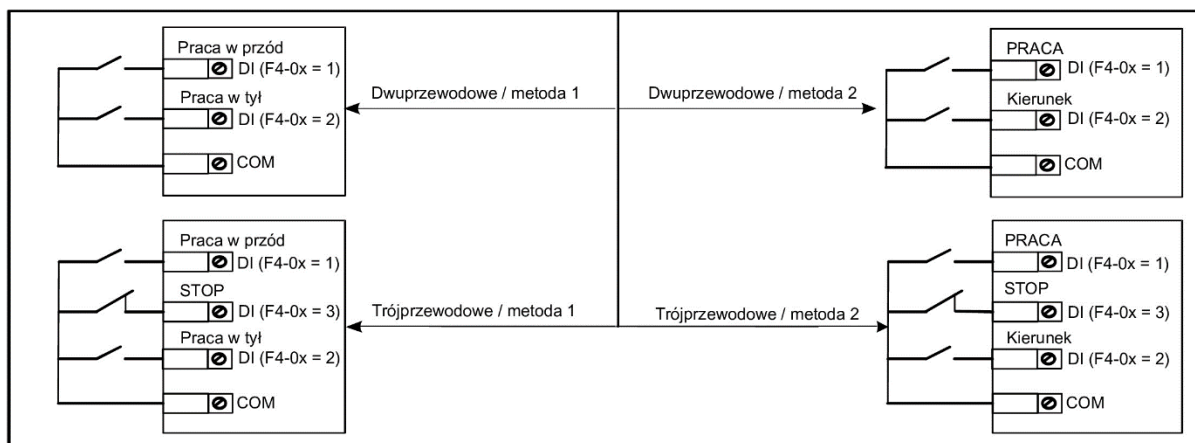 Praca w przód
DI (F4-0x = 1)
Praca w tył
DI (F4-0x = 2)
COM
Dwuprzewodowe / metoda 1
Dwuprzewodowe / metoda 2
PRACA
DI (F4-0x = 1)
Kierunek
DI (F4-0x = 2)
COM
Praca w przód
DI (F4-0x = 1)
STOP
DI (F4-0x = 3)
Praca w tył
DI (F4-0x = 2)
COM
Trójprzewodowe / metoda 1
Trójprzewodowe / metoda 2
PRACA
DI (F4-0x = 1)
STOP
DI (F4-0x = 3)
Kierunek
DI (F4-0x = 2)
COM